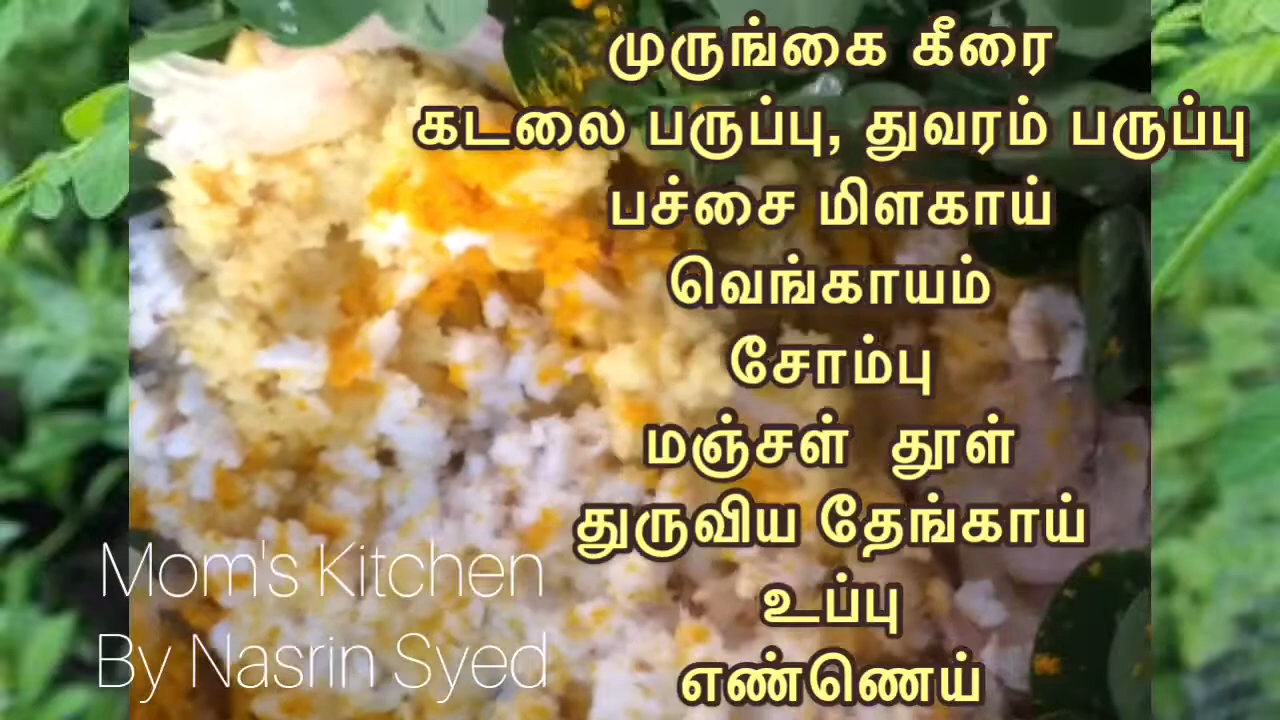 முருங்கை கீரை
கடலை பருப்பு, துவரம் பருப்பு
பச்சை மிளகாய்
வெங்காயம்
சோம்பு
மஞ்சள் தூள்
துருவிய தேங்காய்
உப்பு
எண்ணெய்
Mom's Kitchen
By Nasrin Syed